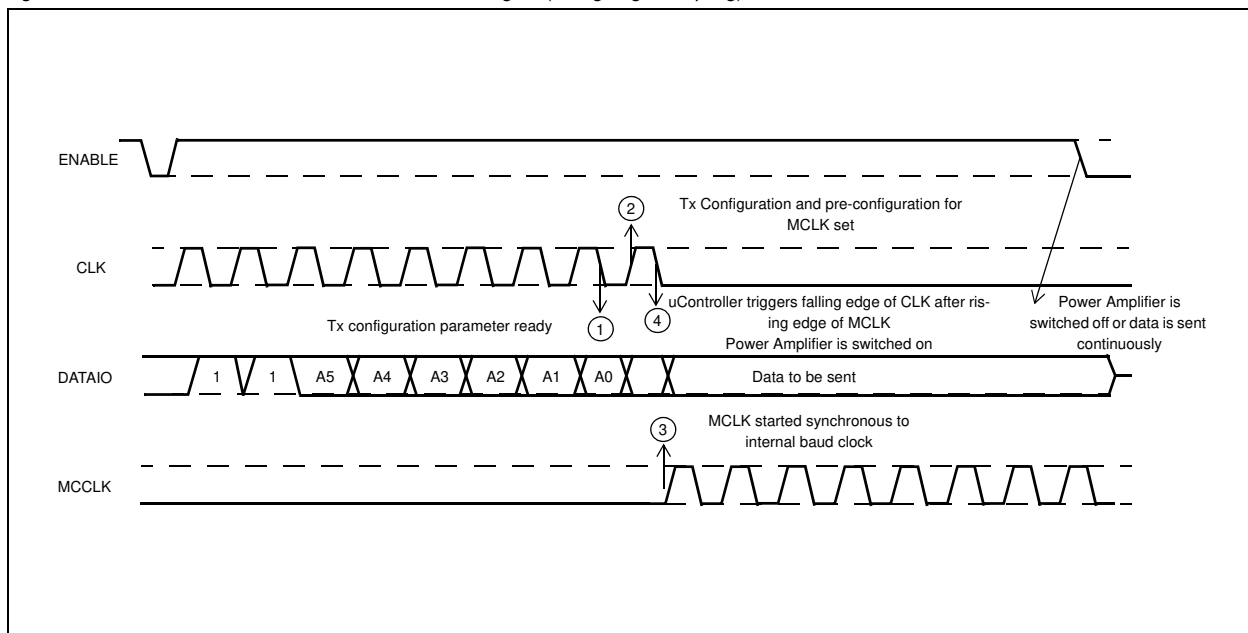 ENABLE
2
Tx Configuration and pre-configuration for
MCLK set
CLK
1
4
Tx configuration parameter ready
uController triggers falling edge of CLK after ris-
ing edge of MCLK
Power Amplifier is switched on
Power Amplifier is
switched off or data is sent
continuously
DATAIO
1 1 A5 A4 A3 A2 A1 A0 Data to be sent
3
MCLK started synchronous to
internal baud clock
MCCLK